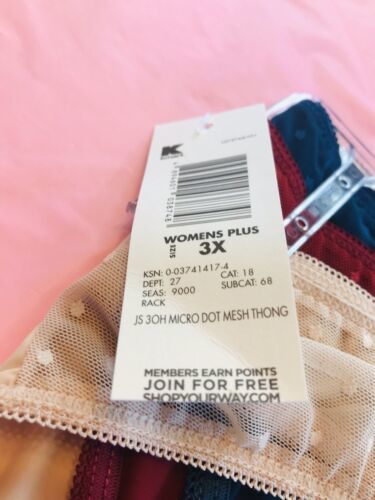 K
WOMENS PLUS
SIZE 3X
KSN: 0-03741417-4
DEPT: 27 CAT: 18
SEAS: 9000 SUBCAT: 68
RACK
JS 3OH MICRO DOT MESH THONG
MEMBERS EARN POINTS
JOIN FOR FREE
SHOPYOURWAY.COM